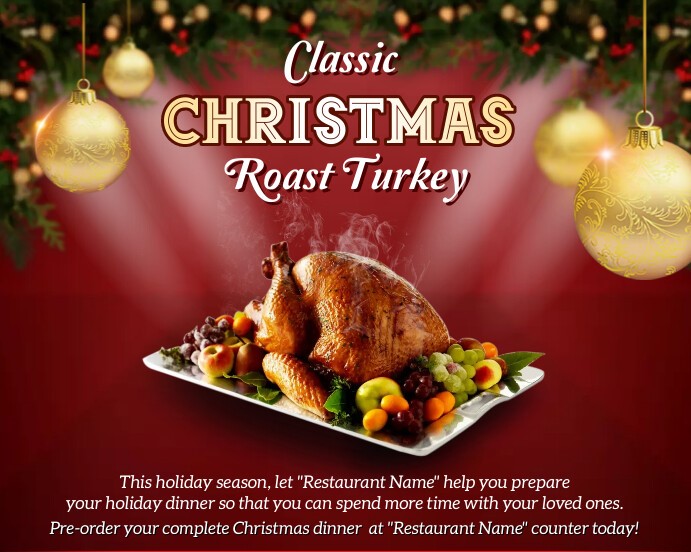 Classic
CHRISTMAS
Roast Turkey
This holiday season, let "Restaurant Name" help you prepare
your holiday dinner so that you can spend more time with your loved ones.
Pre-order your complete Christmas dinner at "Restaurant Name" counter today!